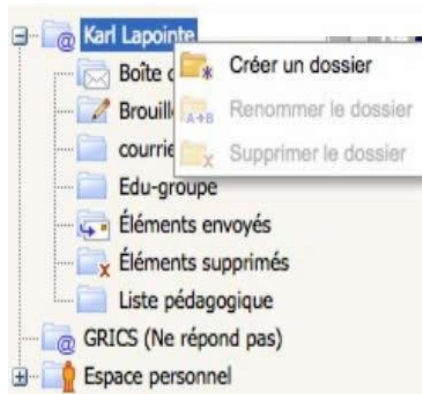 Karl Lapointe
Créer un dossier
Boîte
Renommer le dossier
A→B
Supprimer le dossier
Edu-groupe
Éléments envoyés
Éléments supprimés
Liste pédagogique
GRICS (Ne répond pas)
Espace personnel